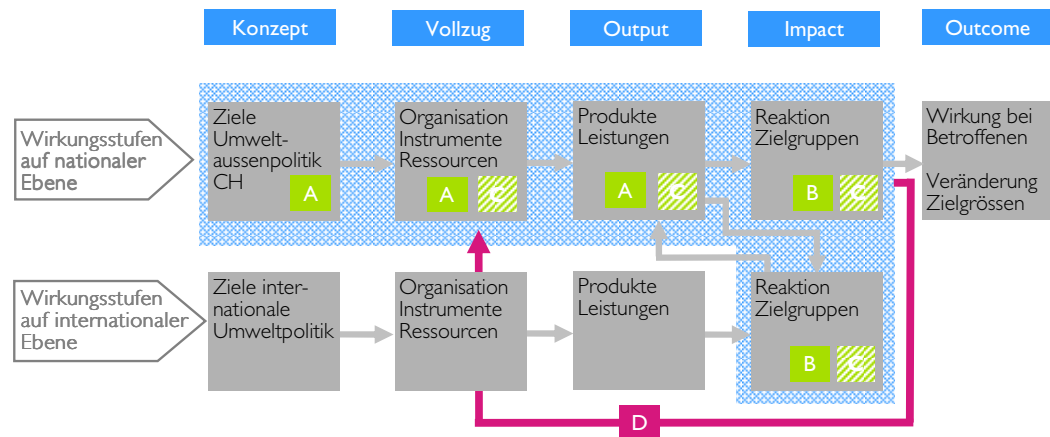 Konzept
Vollzug
Output
Impact
Outcome
Wirkungsstufen
auf nationaler
Ebene
Ziele
Umwelt-
aussenpolitik
CH
A
Organisation
Instrumente
Ressourcen
A
C
Produkte
Leistungen
A
C
Reaktion
Zielgruppen
B
C
Wirkung bei
Betroffenen
Veränderung
Zielgrössen
Wirkungsstufen
auf internationaler
Ebene
Ziele inter-
nationale
Umweltpolitik
Organisation
Instrumente
Ressourcen
Produkte
Leistungen
Reaktion
Zielgruppen
B
C
D